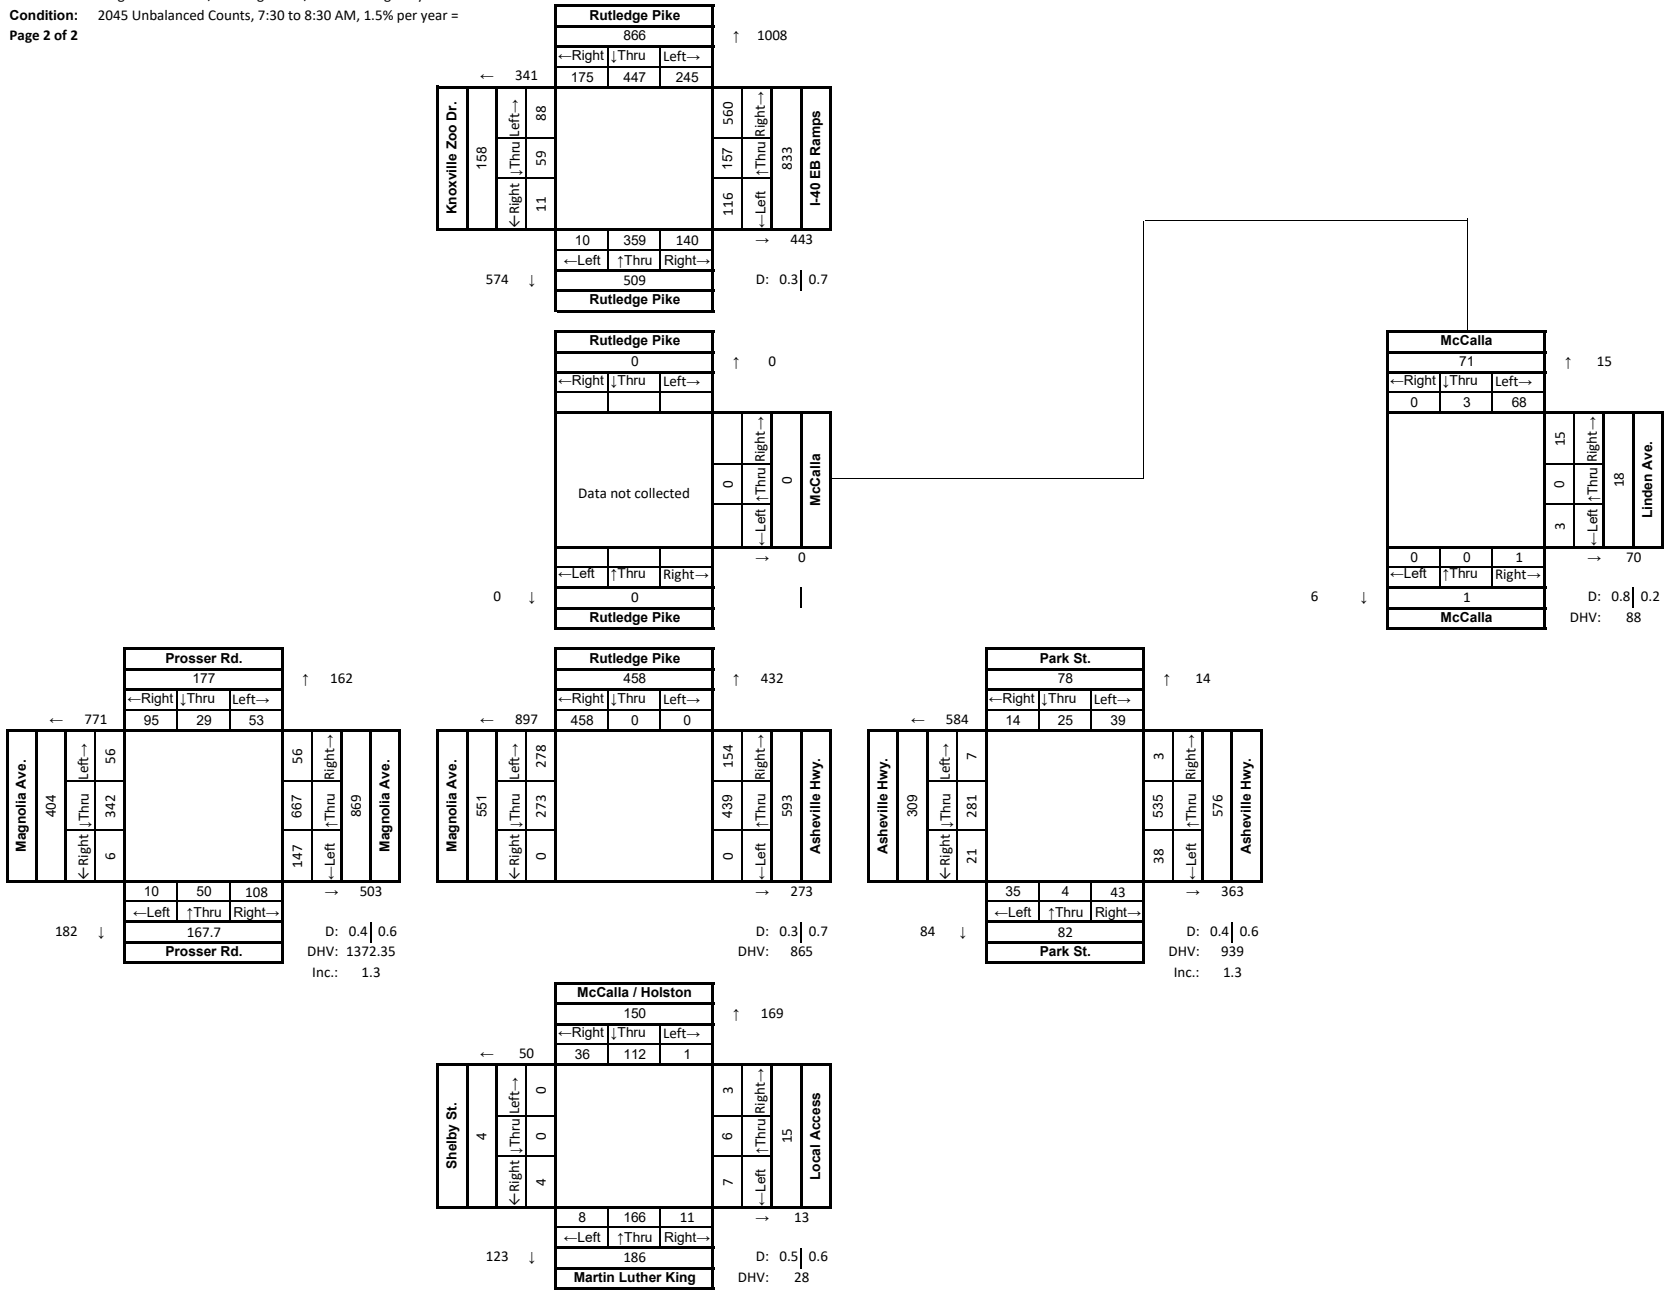 Condition: 2045 Unbalanced Counts, 7:30 to 8:30 AM, 1.5% per year =
Page 2 of 2
Rutledge Pike
866
↑ 1008
←Right ↓Thru Left→
← 341
175 447 245
Knoxville Zoo Dr.
158
←Right ↓Thru Left→
11 59 88
560 157 116
Right→ ↑Thru ←Left
833
I-40 EB Ramps
10 359 140
→ 443
←Left ↑Thru Right→
574 ↓
509
D: 0.3 0.7
Rutledge Pike
Rutledge Pike
0
↑ 0
←Right ↓Thru Left→
Data not collected
0
←Left ↑Thru Right→
0
McCalla
→ 0
←Left ↑Thru Right→
0 ↓
0
Rutledge Pike
McCalla
71
↑ 15
←Right ↓Thru Left→
0 3 68
15 0 3
Right→ ↑Thru ←Left
18
Linden Ave.
0 0 1
→ 70
←Left ↑Thru Right→
6 ↓
1
D: 0.8 0.2
McCalla
DHV: 88
Prosser Rd.
177
↑ 162
←Right ↓Thru Left→
← 771
95 29 53
Magnolia Ave.
404
←Right ↓Thru Left→
6 342 56
56 667 147
Right→ ↑Thru ←Left
869
Magnolia Ave.
10 50 108
→ 503
←Left ↑Thru Right→
182 ↓
167.7
D: 0.4 0.6
Prosser Rd.
DHV: 1372.35
Inc.: 1.3
Rutledge Pike
458
↑ 432
←Right ↓Thru Left→
← 897
458 0 0
Magnolia Ave.
551
←Right ↓Thru Left→
0 273 278
154 439 0
Right→ ↑Thru ←Left
593
Asheville Hwy.
→ 273
D: 0.3 0.7
DHV: 865
Park St.
78
↑ 14
←Right ↓Thru Left→
← 584
14 25 39
Asheville Hwy.
309
←Right ↓Thru Left→
21 281 7
3 535 38
Right→ ↑Thru ←Left
576
Asheville Hwy.
35 4 43
→ 363
←Left ↑Thru Right→
84 ↓
82
D: 0.4 0.6
Park St.
DHV: 939
Inc.: 1.3
McCalla / Holston
150
↑ 169
←Right ↓Thru Left→
← 50
36 112 1
Shelby St.
4
←Right ↓Thru Left→
4 0 0
3 6 7
Right→ ↑Thru ←Left
15
Local Access
8 166 11
→ 13
←Left ↑Thru Right→
123 ↓
186
D: 0.5 0.6
Martin Luther King
DHV: 28